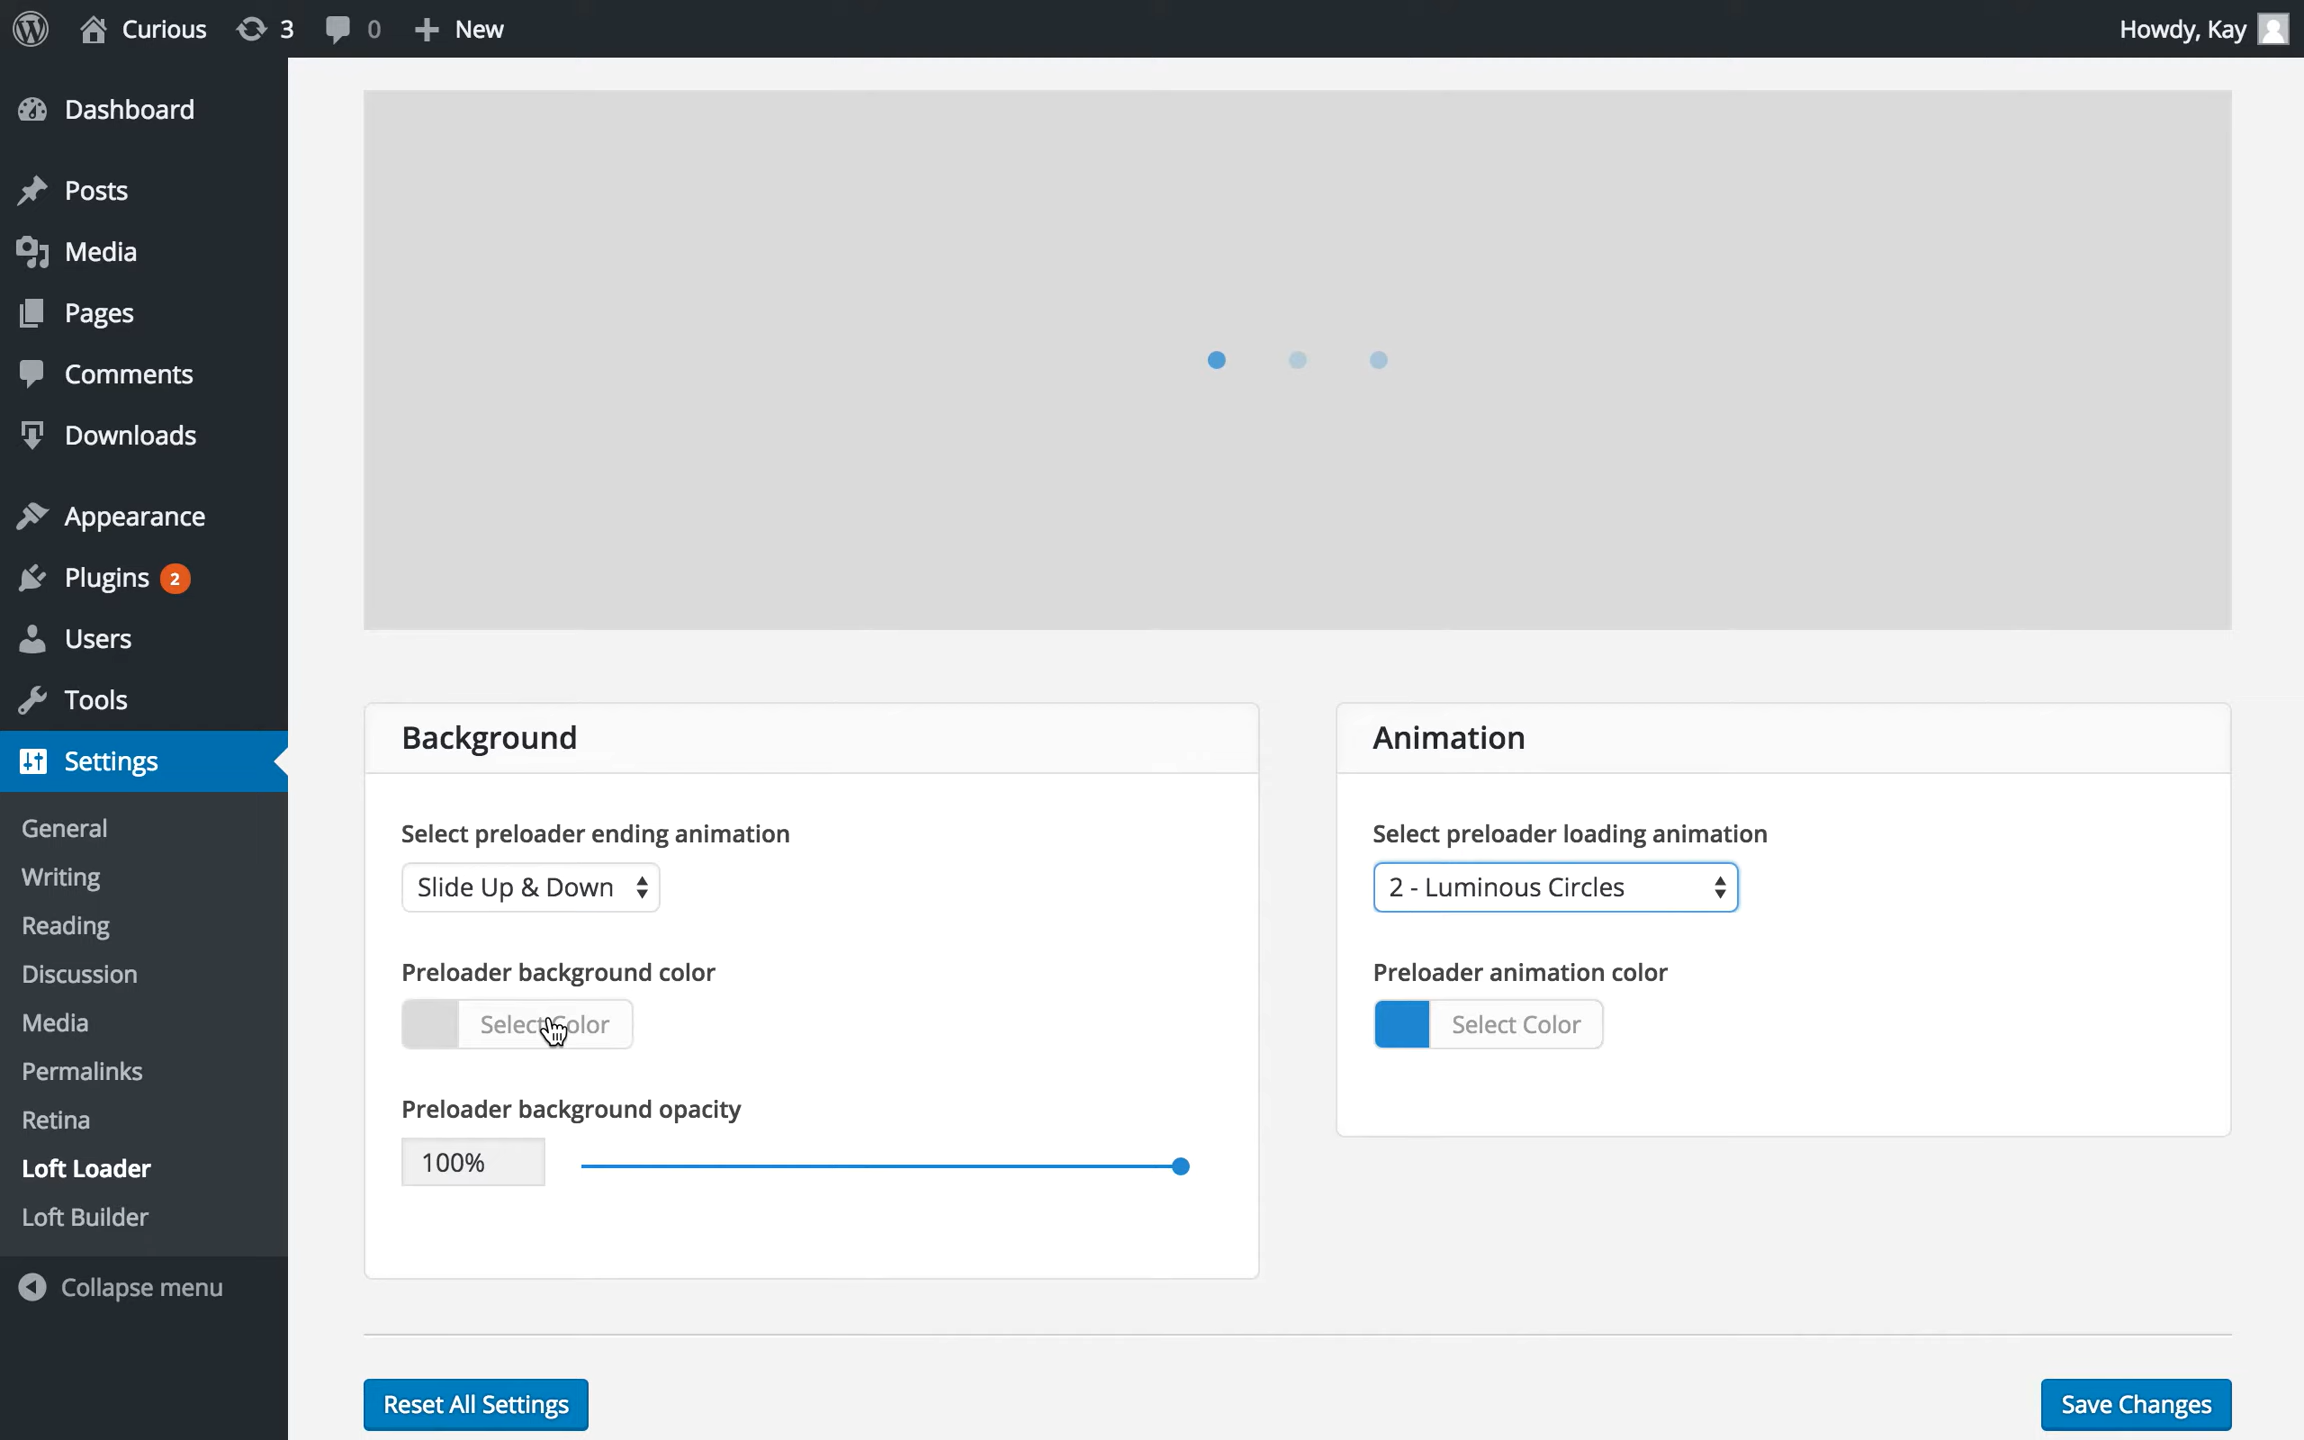 Curious 3 0 New Howdy, Kay
Dashboard
Posts
Media
Pages
Comments
Downloads
Appearance
Plugins 2
Users
Tools
Settings
General
Writing
Reading
Discussion
Media
Permalinks
Retina
Loft Loader
Loft Builder
Collapse menu
Background
Select preloader ending animation
Slide Up & Down
Preloader background color
Select Color
Preloader background opacity
100%
Animation
Select preloader loading animation
2 - Luminous Circles
Preloader animation color
Select Color
Reset All Settings
Save Changes